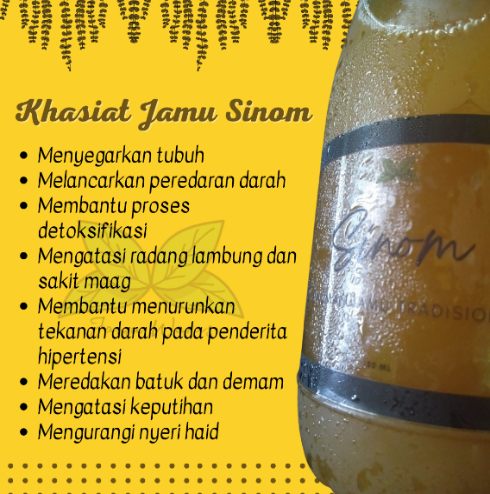 Khasiat Jamu Sinom
• Menyegarkan tubuh
• Melancarkan peredaran darah
• Membantu proses
detoksifikasi
• Mengatasi radang lambung dan
sakit maag
• Membantu menurunkan
tekanan darah pada penderita
hipertensi
• Meredakan batuk dan demam
• Mengatasi keputihan
• Mengurangi nyeri haid
Sinom